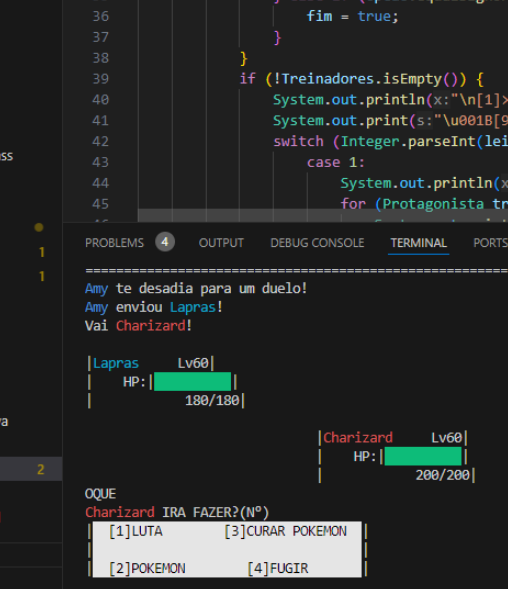 36 fim = true;
37 }
38 }
39 if (!Treinadores.isEmpty()) {
40 System.out.println(x:"\n[1]>
41 System.out.print(s:"\u001B[9
42 switch (Integer.parseInt(lei
43 case 1:
44 System.out.println(x
45 for (Protagonista tr
ss
1
1
a
2
PROBLEMS 4 OUTPUT DEBUG CONSOLE TERMINAL PORTS
=======================================================
Amy te desadia para um duelo!
Amy enviou Lapras!
Vai Charizard!
|Lapras Lv60|
| HP:| |
| 180/180|
|Charizard Lv60|
| HP:| |
| 200/200|
OQUE
Charizard IRA FAZER?(Nº)
| [1]LUTA [3]CURAR POKEMON |
| |
| [2]POKEMON [4]FUGIR |